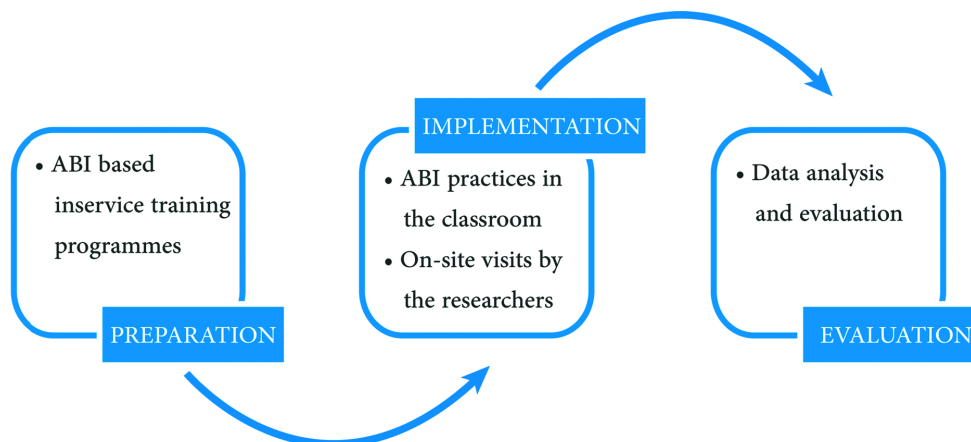 • ABI based
inservice training
programmes
PREPARATION
IMPLEMENTATION
• ABI practices in
the classroom
• On-site visits by
the researchers
• Data analysis
and evaluation
EVALUATION